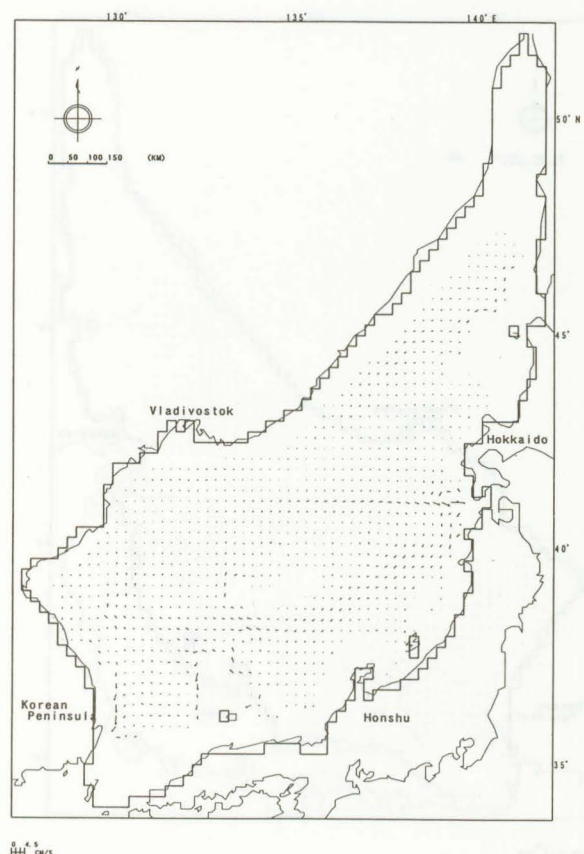 130° 135° 140° E
50° N
0 50 100 150 (KM)
45°
Vladivostok
Hokkaido
40°
Korean
Peninsula
Honshu
35°
0 4.5
CM/S